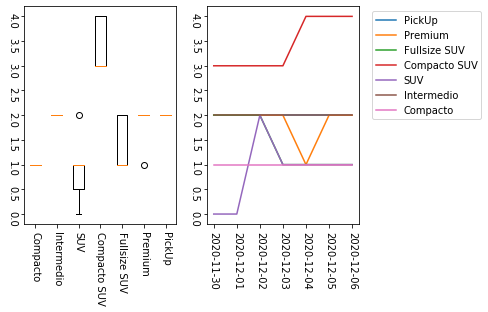 4.0
3.5
3.0
2.5
2.0
1.5
1.0
0.5
0.0
Compacto
Intermedio
SUV
Compacto SUV
Fullsize SUV
Premium
PickUp
4.0
3.5
3.0
2.5
2.0
1.5
1.0
0.5
0.0
2020-11-30
2020-12-01
2020-12-02
2020-12-03
2020-12-04
2020-12-05
2020-12-06
PickUp
Premium
Fullsize SUV
Compacto SUV
SUV
Intermedio
Compacto